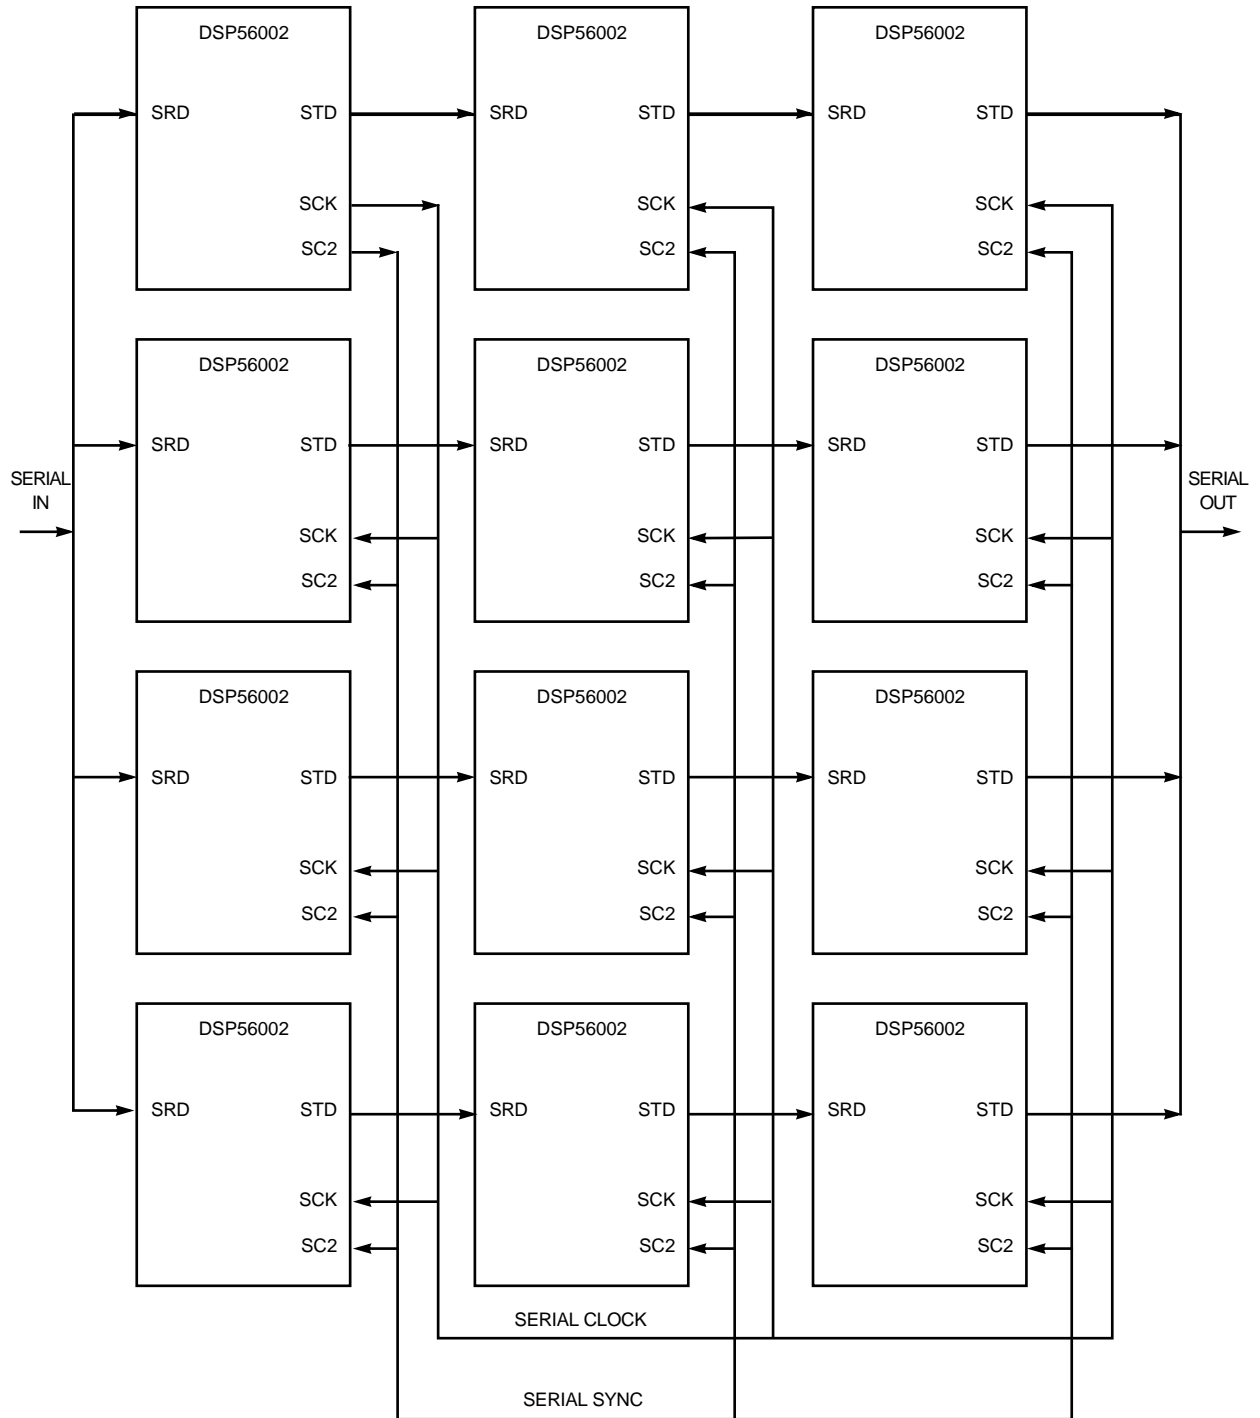 DSP56002 DSP56002 DSP56002
SRD STD SRD STD SRD STD
SCK SCK SCK
SC2 SC2 SC2
DSP56002 DSP56002 DSP56002
SRD STD SRD STD SRD STD
SERIAL
IN
SERIAL
OUT
SCK SCK SCK
SC2 SC2 SC2
DSP56002 DSP56002 DSP56002
SRD STD SRD STD SRD STD
SCK SCK SCK
SC2 SC2 SC2
DSP56002 DSP56002 DSP56002
SRD STD SRD STD SRD STD
SCK SCK SCK
SC2 SC2 SC2
SERIAL CLOCK
SERIAL SYNC